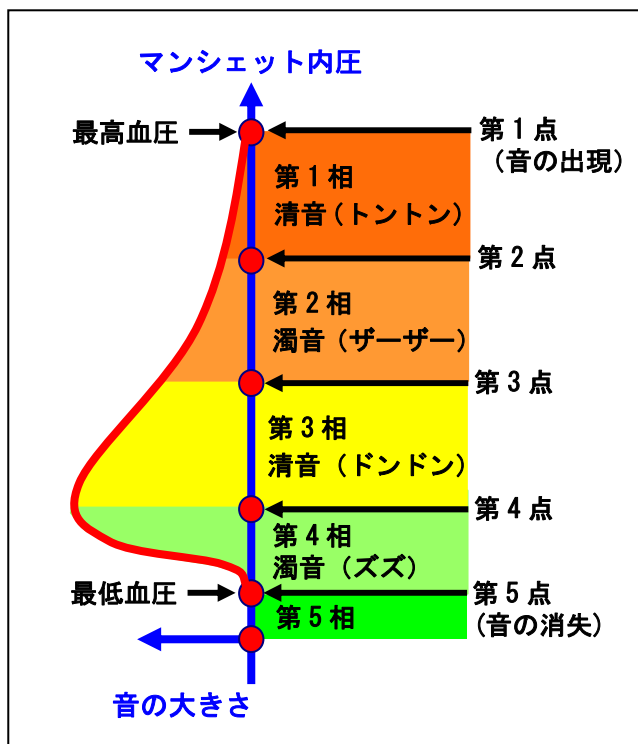 マンシェット内圧
最高血圧
第1点
(音の出現)
第1相
清音(トントン)
第2点
第2相
濁音(ザーザー)
第3点
第3相
清音(ドンドン)
第4点
第4相
濁音(ズズ)
最低血圧
第5点
(音の消失)
第5相
音の大きさ